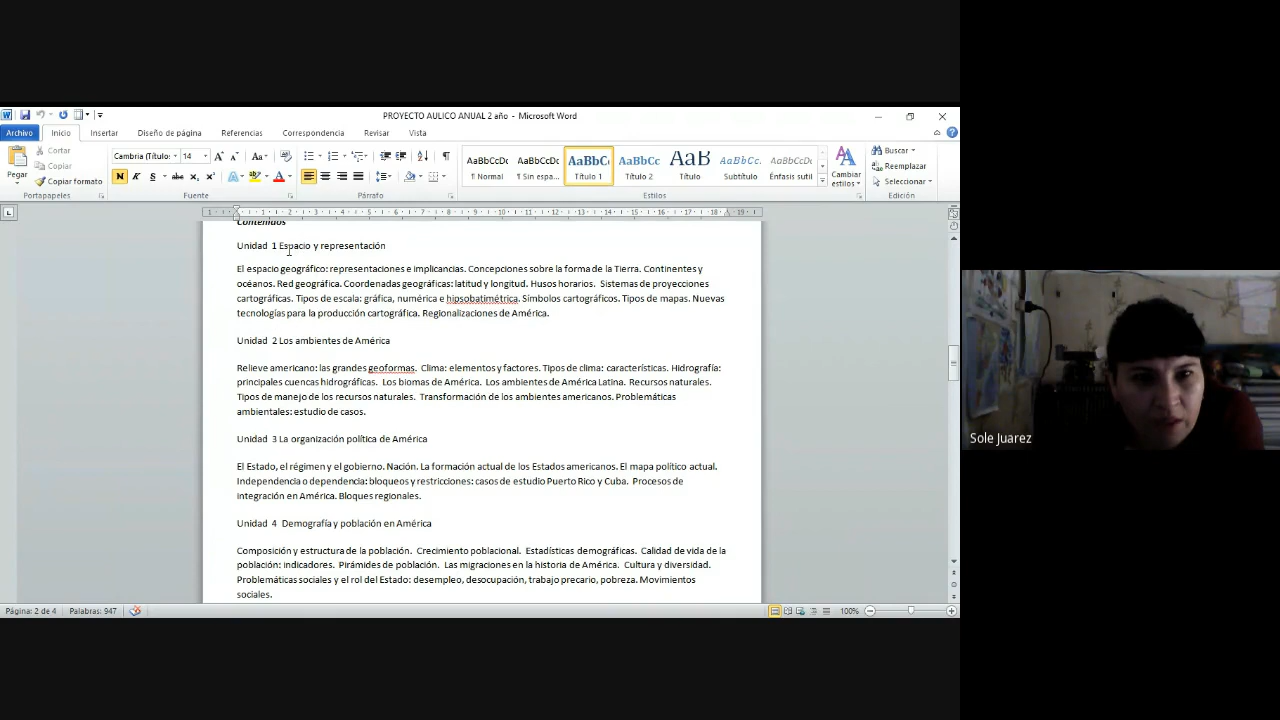 PROYECTO AULICO ANUAL 2 año - Microsoft Word
Archivo Inicio Insertar Diseño de página Referencias Correspondencia Revisar Vista
Pegar
Cortar
Copiar
Copiar formato
Portapapeles
Cambria (Título: 14
Fuente
Párrafo
AaBbCcDc AaBbCcDc AaBbC AaBbCc AaB AaBbCc. AaBbCcDc
¶ Normal ¶ Sin espa... Título 1 Título 2 Título Subtítulo Énfasis sutil
Estilos
Cambiar
estilos
Buscar
Reemplazar
Seleccionar
Edición
Contenidos
Unidad 1 Espacio y representación
El espacio geográfico: representaciones e implicancias. Concepciones sobre la forma de la Tierra. Continentes y
océanos. Red geográfica. Coordenadas geográficas: latitud y longitud. Husos horarios. Sistemas de proyecciones
cartográficas. Tipos de escala: gráfica, numérica e hipsobatimétrica. Símbolos cartográficos. Tipos de mapas. Nuevas
tecnologías para la producción cartográfica. Regionalizaciones de América.
Unidad 2 Los ambientes de América
Relieve americano: las grandes geoformas. Clima: elementos y factores. Tipos de clima: características. Hidrografía:
principales cuencas hidrográficas. Los biomas de América. Los ambientes de América Latina. Recursos naturales.
Tipos de manejo de los recursos naturales. Transformación de los ambientes americanos. Problemáticas
ambientales: estudio de casos.
Unidad 3 La organización política de América
El Estado, el régimen y el gobierno. Nación. La formación actual de los Estados americanos. El mapa político actual.
Independencia o dependencia: bloqueos y restricciones: casos de estudio Puerto Rico y Cuba. Procesos de
integración en América. Bloques regionales.
Unidad 4 Demografía y población en América
Composición y estructura de la población. Crecimiento poblacional. Estadísticas demográficas. Calidad de vida de la
población: indicadores. Pirámides de población. Las migraciones en la historia de América. Cultura y diversidad.
Problemáticas sociales y el rol del Estado: desempleo, desocupación, trabajo precario, pobreza. Movimientos
sociales.
Página: 2 de 4 Palabras: 947 100%
Sole Juarez